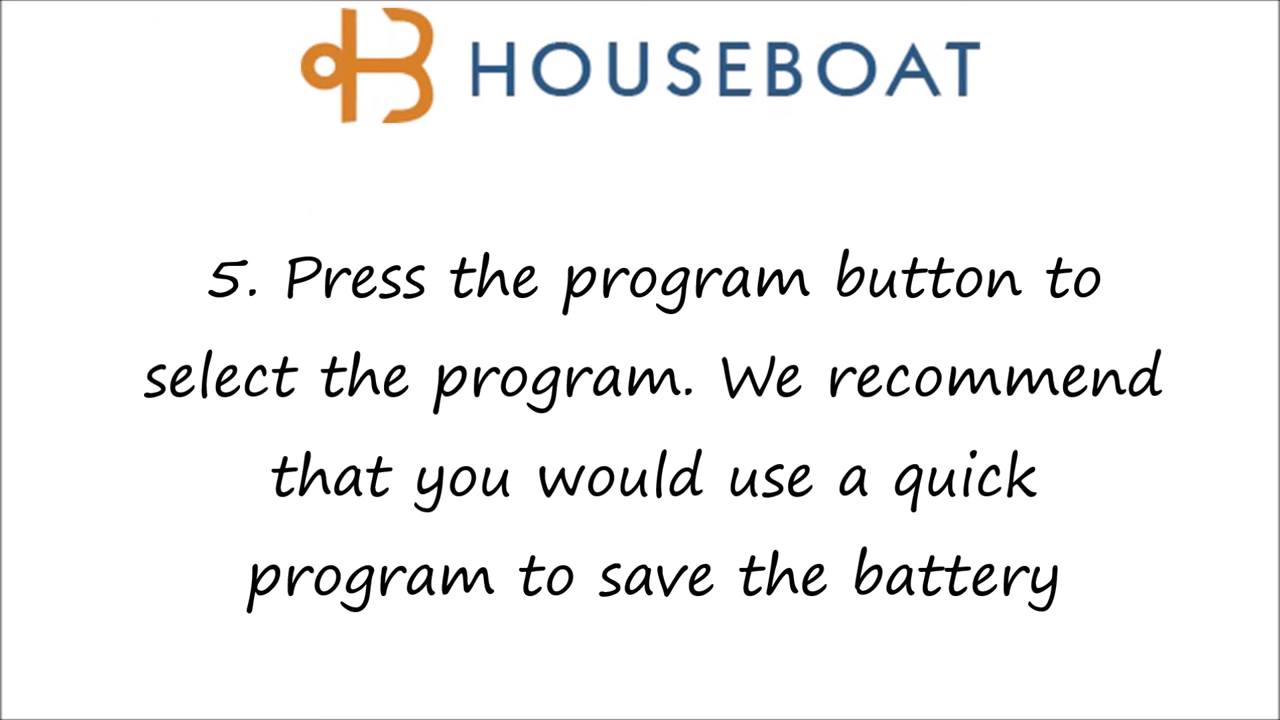 HOUSEBOAT
5. Press the program button to
select the program. We recommend
that you would use a quick
program to save the battery